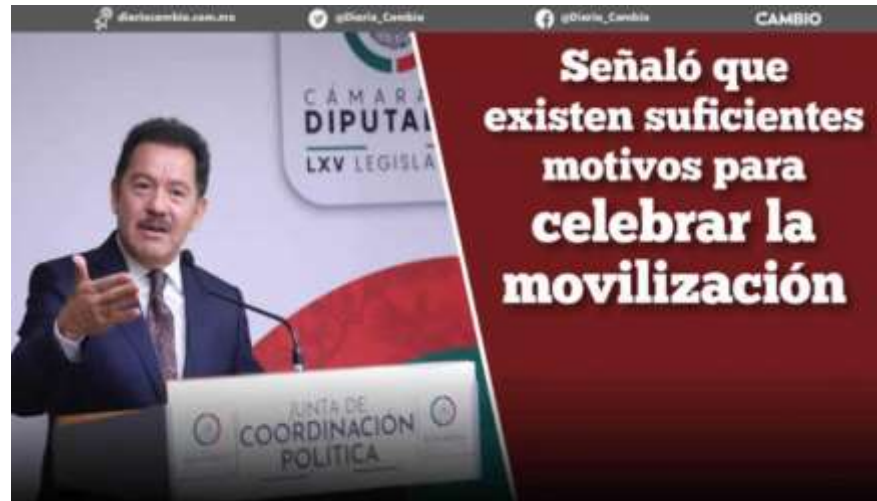 diariocambio.com.mx
@Diario_Cambio
@Diario_Cambio
CAMBIO
CÁMARA
DIPUTA
LXV LEGISLA
JUNTA DE
COORDINACIÓN
POLÍTICA
Señaló que
existen suficientes
motivos para
celebrar la
movilización